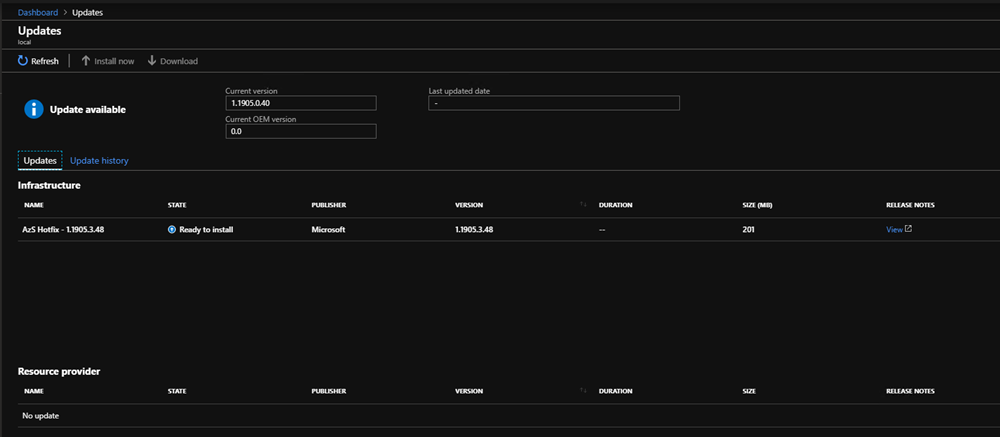 Dashboard > Updates
Updates
local
Refresh Install now Download
Current version Last updated date
Update available 1.1905.0.40 -
Current OEM version
0.0
Updates Update history
Infrastructure
NAME STATE PUBLISHER VERSION DURATION SIZE (MB) RELEASE NOTES
AzS Hotfix - 1.1905.3.48 Ready to install Microsoft 1.1905.3.48 -- 201 View
Resource provider
NAME STATE PUBLISHER VERSION DURATION SIZE RELEASE NOTES
No update